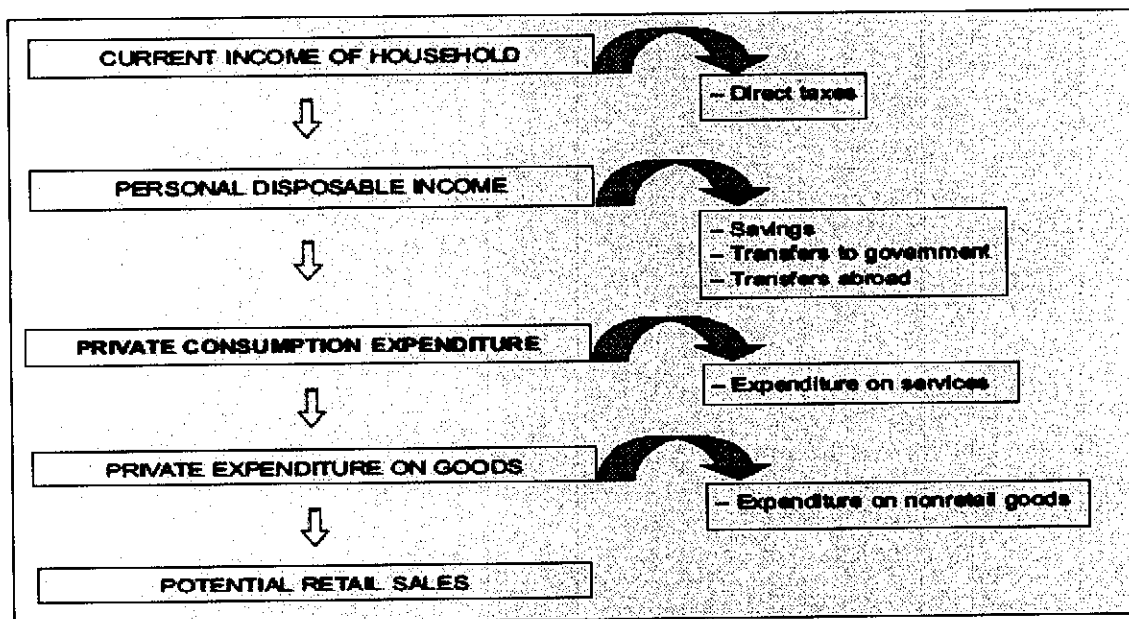 CURRENT INCOME OF HOUSEHOLD
– Direct taxes
PERSONAL DISPOSABLE INCOME
– Savings
– Transfers to government
– Transfers abroad
PRIVATE CONSUMPTION EXPENDITURE
– Expenditure on services
PRIVATE EXPENDITURE ON GOODS
– Expenditure on nonretail goods
POTENTIAL RETAIL SALES